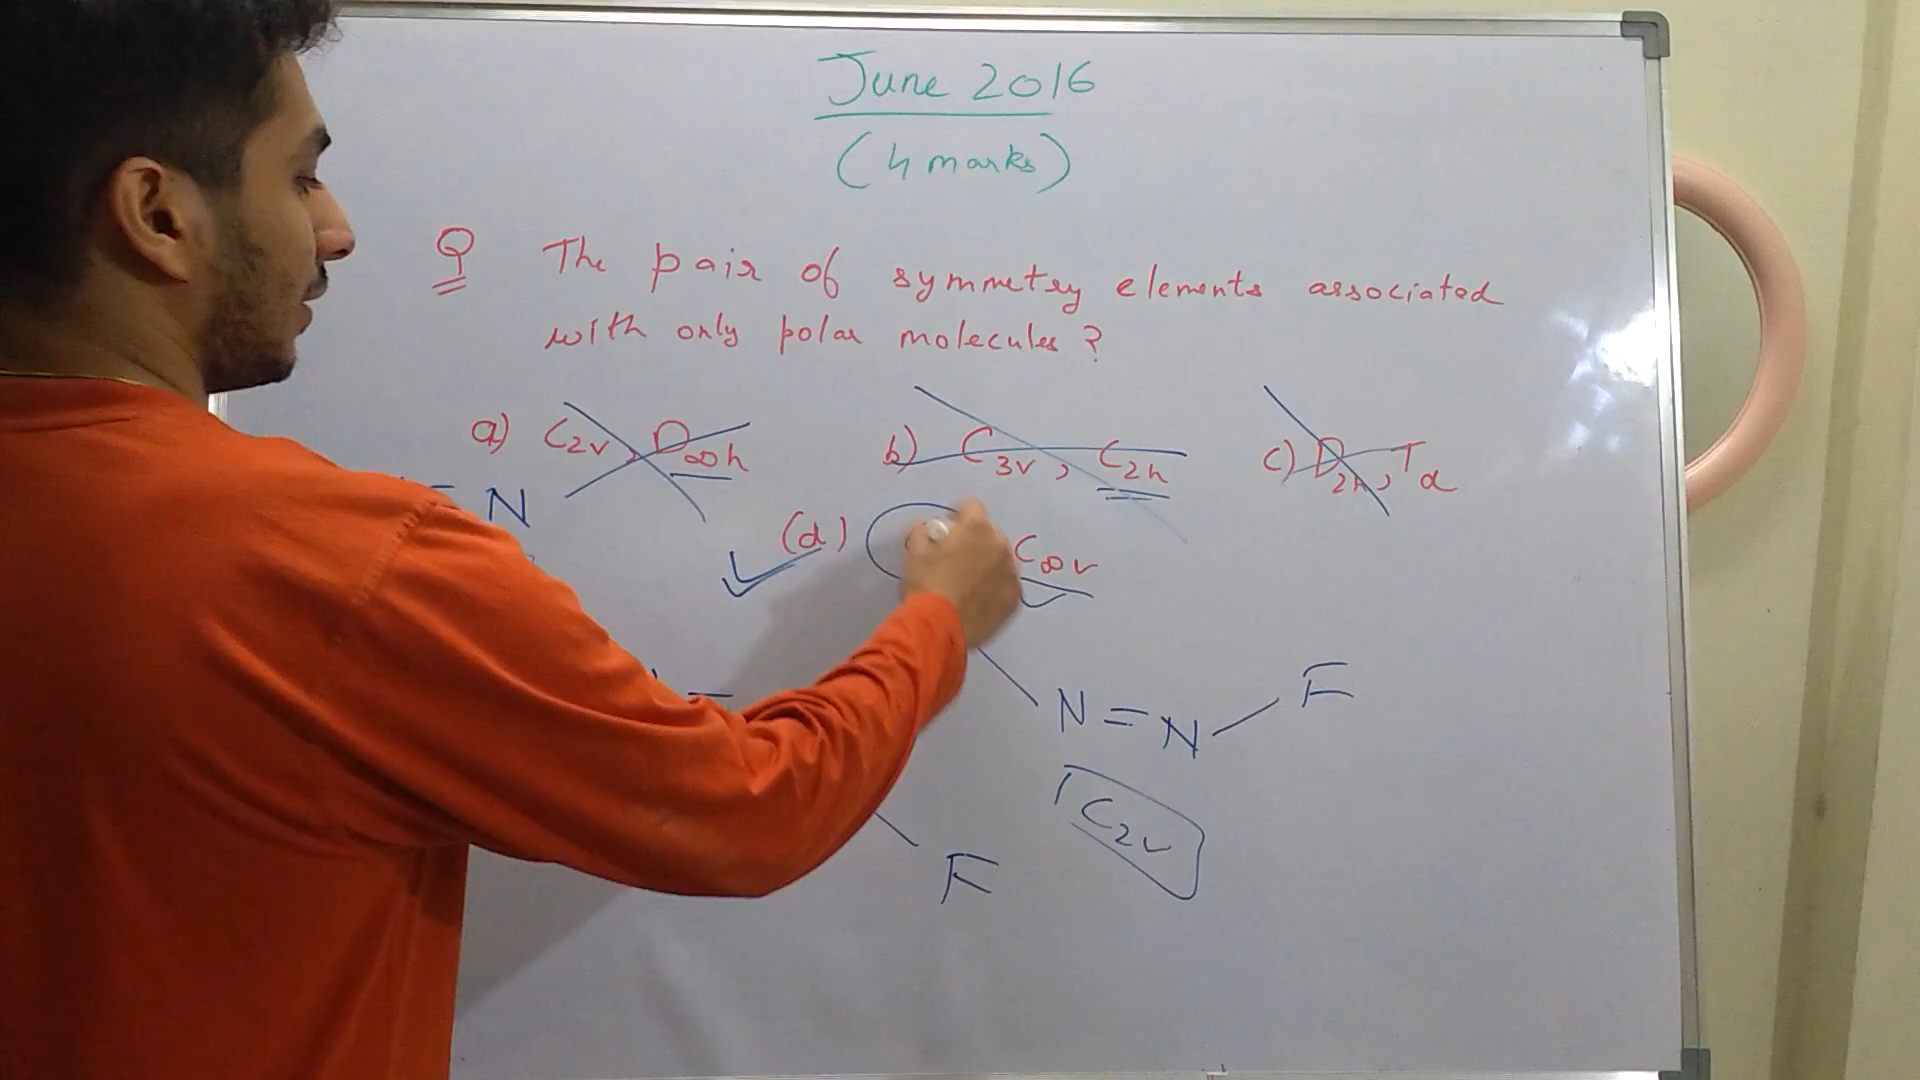 June 2016
(4 marks)
Q The pair of symmetry elements associated
with only polar molecules ?
a) C2v, D∞h b) C3v, C2h c) D2h, Td
N
(d) C∞v
N = N F
C2v
F